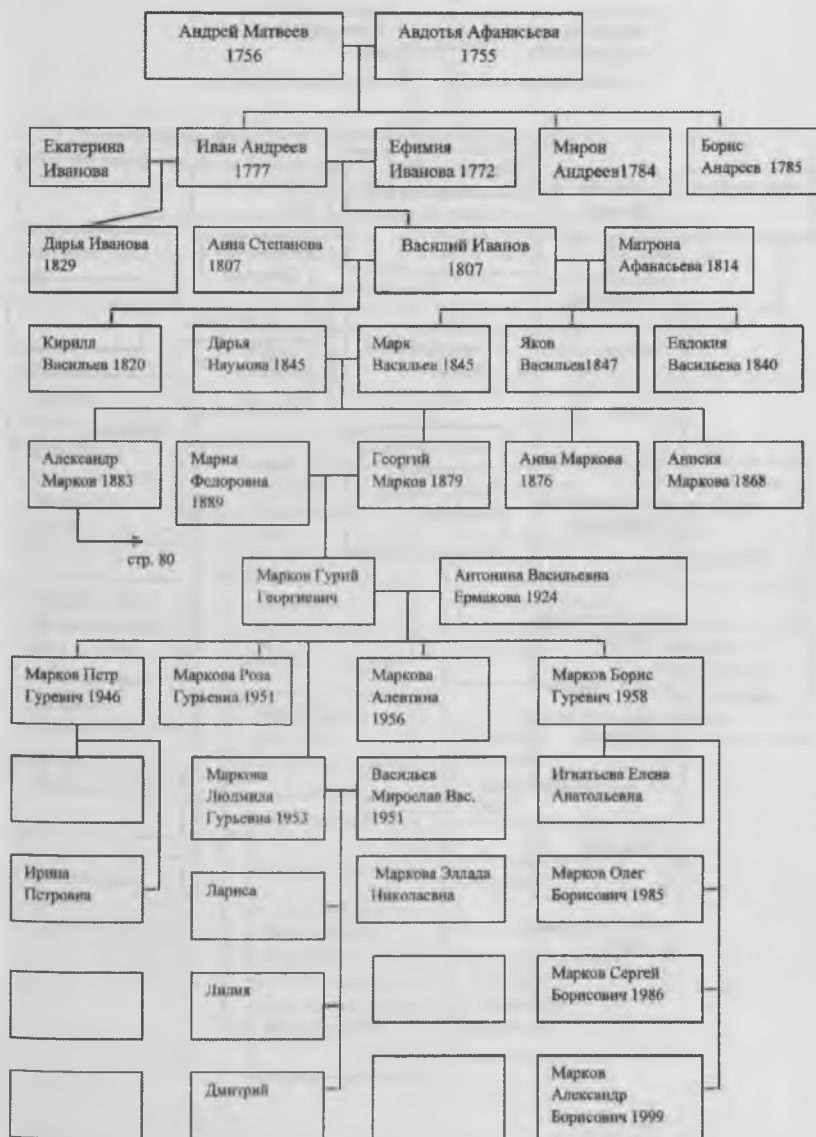 Андрей Матвеев
1756
Авдотья Афанасьева
1755
Екатерина
Иванова
Иван Андреев
1777
Ефимия
Иванова 1772
Мирон
Андреев1784
Борис
Андреев 1785
Дарья Иванова
1829
Анна Степанова
1807
Василий Иванов
1807
Матрона
Афанасьева 1814
Кирилл
Васильев 1820
Дарья
Наумова 1845
Марк
Васильев 1845
Яков
Васильев1847
Евдокия
Васильева 1840
Александр
Марков 1883
Мария
Федоровна
1889
Георгий
Марков 1879
Анна Маркова
1876
Анисия
Маркова 1868
стр. 80
Марков Гурий
Георгиевич
Антонина Васильевна
Ермакова 1924
Марков Петр
Гуревич 1946
Маркова Роза
Гурьевна 1951
Маркова
Алевтина
1956
Марков Борис
Гуревич 1958
Маркова
Людмила
Гурьевна 1953
Васильев
Мирослав Вас.
1951
Игнатьева Елена
Анатольевна
Ирина
Петровна
Лариса
Маркова Эллада
Николаевна
Марков Олег
Борисович 1985
Лилия
Марков Сергей
Борисович 1986
Дмитрий
Марков
Александр
Борисович 1999